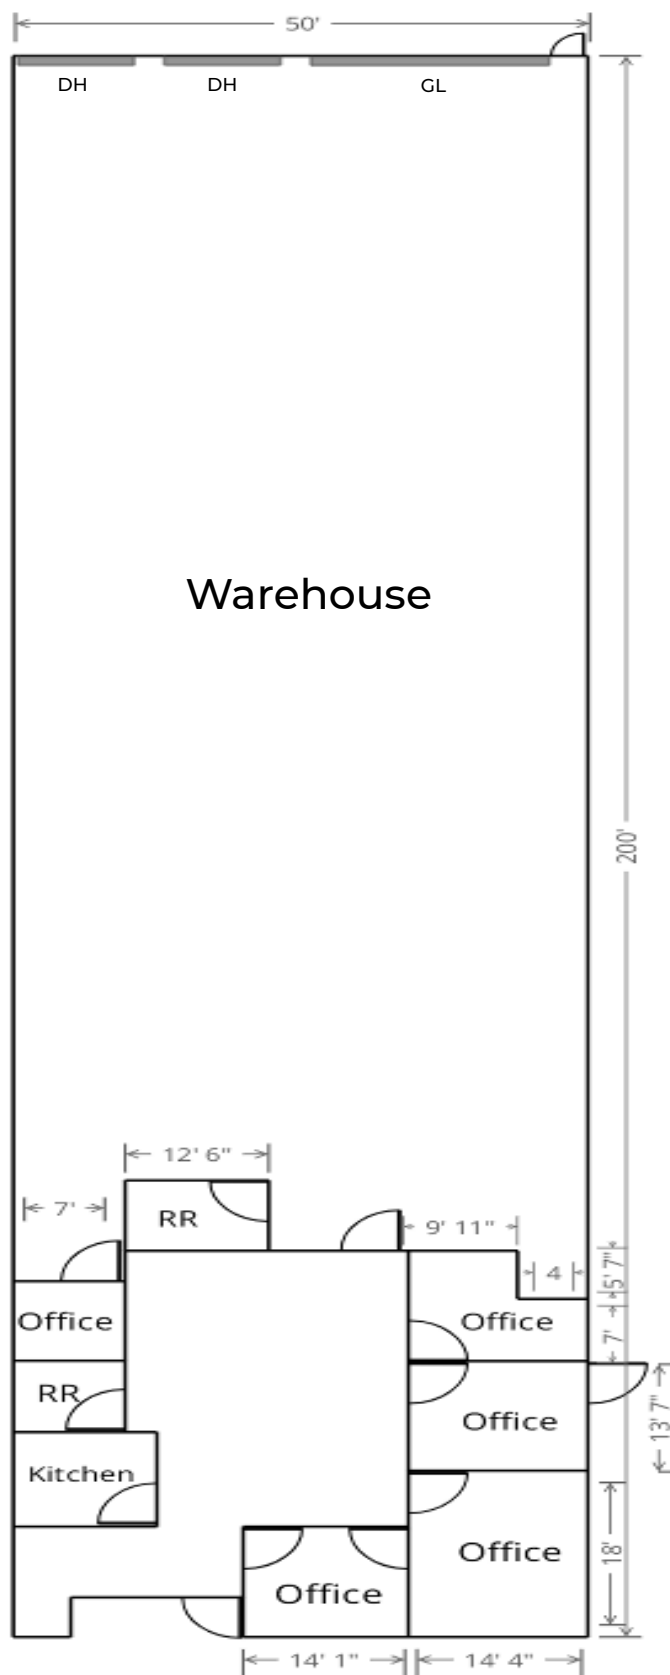 50'
DH
DH
GL
Warehouse
200'
12' 6"
7'
RR
9' 11"
4
5' 7"
Office
Office
7'
RR
Office
13' 7"
Kitchen
Office
18'
Office
14' 1"
14' 4"